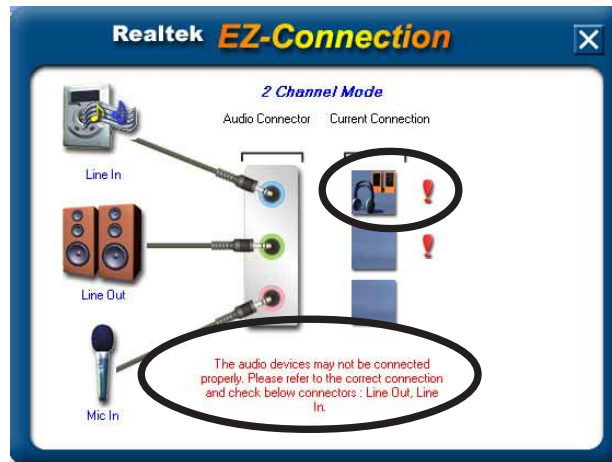 Realtek EZ-Connection
2 Channel Mode
Audio Connector Current Connection
Line In
Line Out
Mic In
The audio devices may not be connected
properly. Please refer to the correct connection
and check below connectors : Line Out, Line
In.